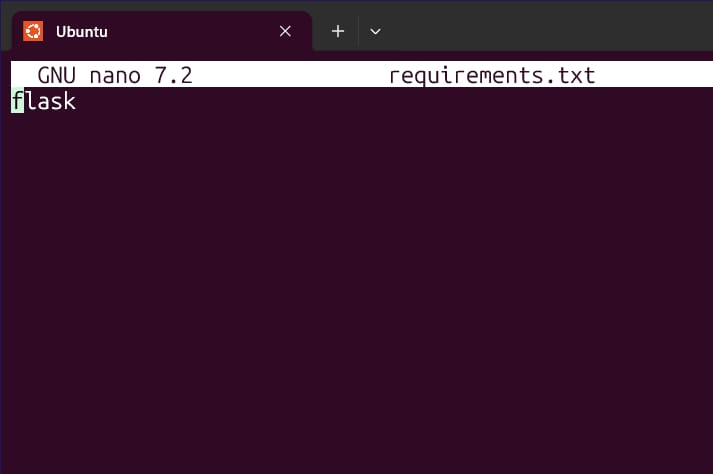 Ubuntu
GNU nano 7.2 requirements.txt
flask